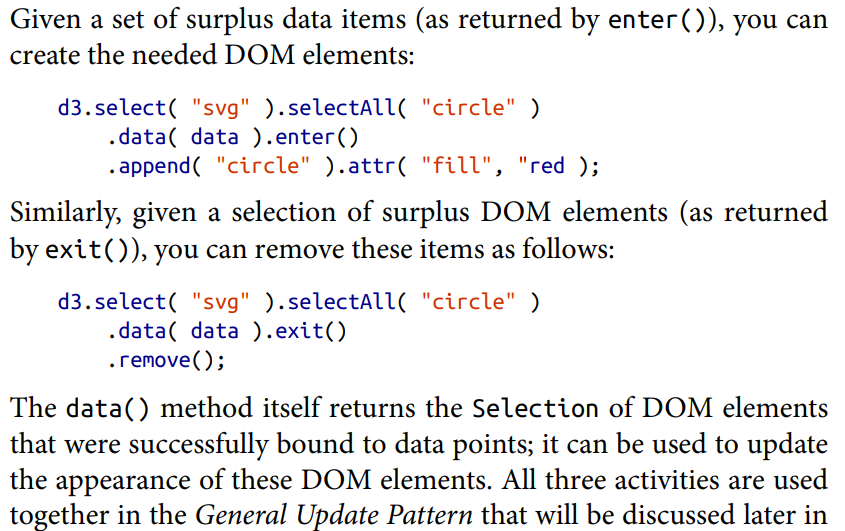 Given a set of surplus data items (as returned by enter()), you can
create the needed DOM elements:
d3.select( "svg" ).selectAll( "circle" )
.data( data ).enter()
.append( "circle" ).attr( "fill", "red );
Similarly, given a selection of surplus DOM elements (as returned
by exit()), you can remove these items as follows:
d3.select( "svg" ).selectAll( "circle" )
.data( data ).exit()
.remove();
The data() method itself returns the Selection of DOM elements
that were successfully bound to data points; it can be used to update
the appearance of these DOM elements. All three activities are used
together in the General Update Pattern that will be discussed later in